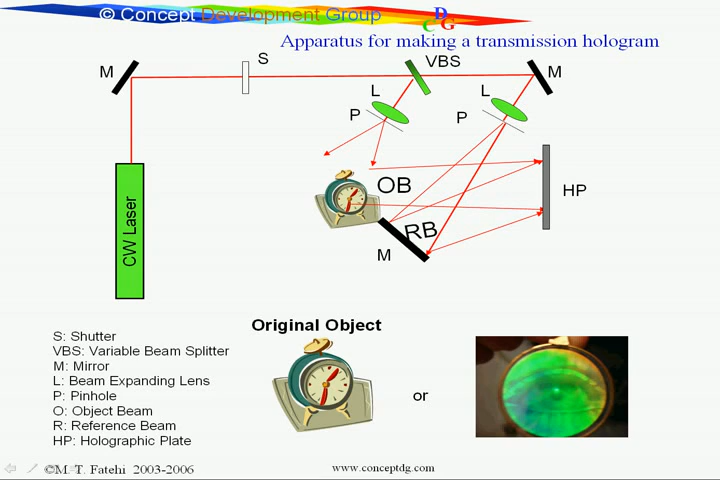 © Concept Development Group
CDG
Apparatus for making a transmission hologram
M
S
VBS
M
L
P
L
P
OB
HP
RB
M
CW Laser
Original Object
S: Shutter
VBS: Variable Beam Splitter
M: Mirror
L: Beam Expanding Lens
P: Pinhole
O: Object Beam
R: Reference Beam
HP: Holographic Plate
or
©M. T. Fatehi 2003-2006
www.conceptdg.com